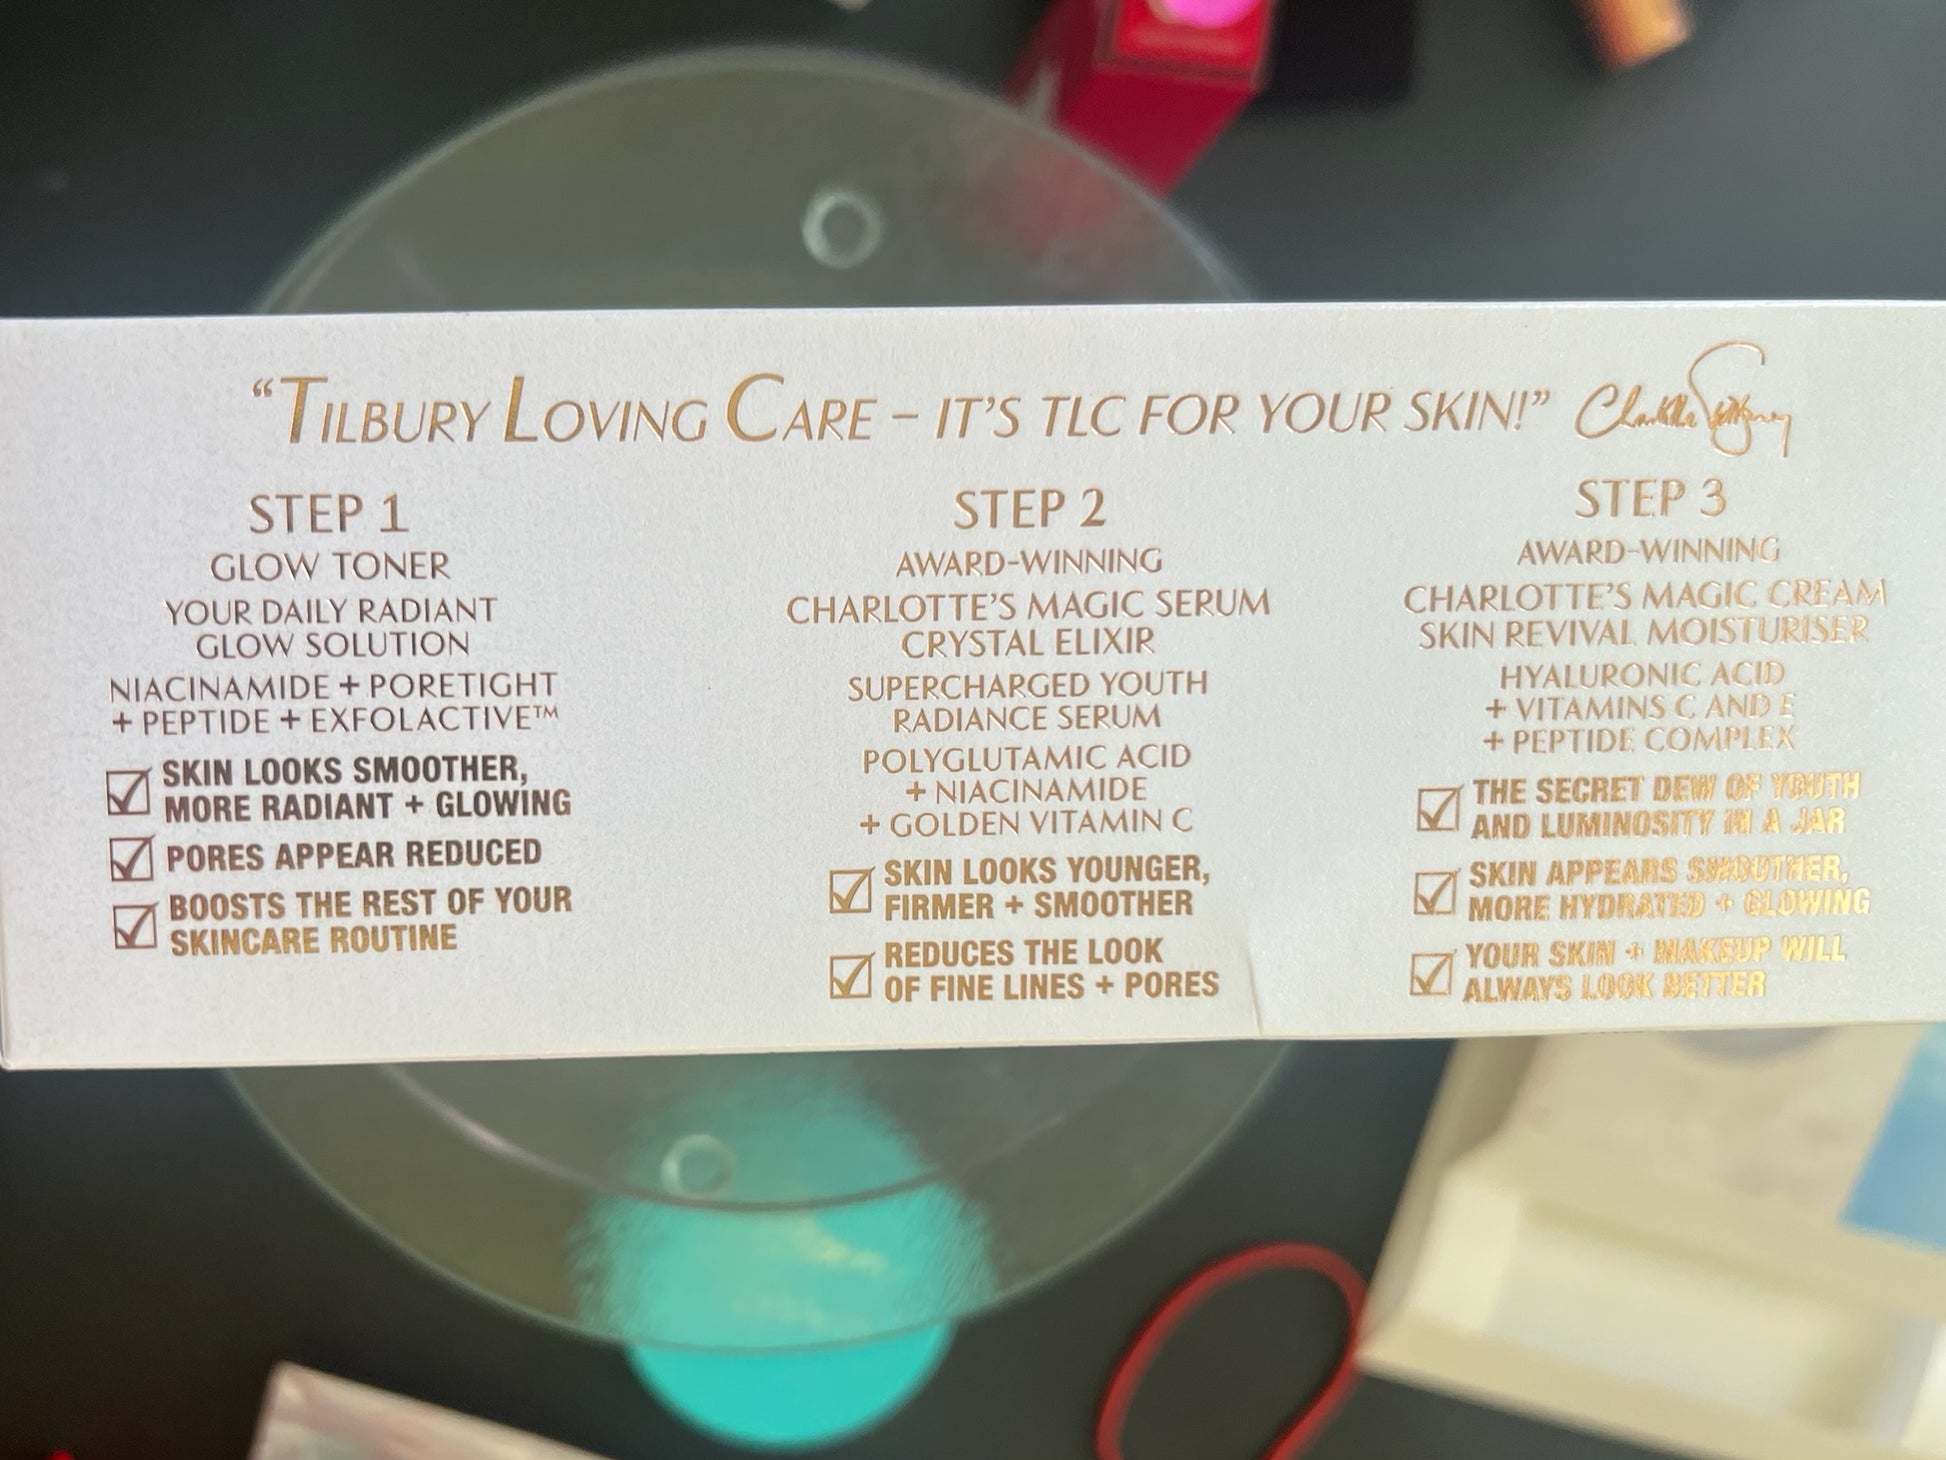 “TILBURY LOVING CARE – IT’S TLC FOR YOUR SKIN!” Charlotte Tilbury
STEP 1
GLOW TONER
YOUR DAILY RADIANT
GLOW SOLUTION
NIACINAMIDE + PORETIGHT
+ PEPTIDE + EXFOLACTIVE™
SKIN LOOKS SMOOTHER,
MORE RADIANT + GLOWING
PORES APPEAR REDUCED
BOOSTS THE REST OF YOUR
SKINCARE ROUTINE
STEP 2
AWARD-WINNING
CHARLOTTE’S MAGIC SERUM
CRYSTAL ELIXIR
SUPERCHARGED YOUTH
RADIANCE SERUM
POLYGLUTAMIC ACID
+ NIACINAMIDE
+ GOLDEN VITAMIN C
SKIN LOOKS YOUNGER,
FIRMER + SMOOTHER
REDUCES THE LOOK
OF FINE LINES + PORES
STEP 3
AWARD-WINNING
CHARLOTTE’S MAGIC CREAM
SKIN REVIVAL MOISTURISER
HYALURONIC ACID
+ VITAMINS C AND E
+ PEPTIDE COMPLEX
THE SECRET DEW OF YOUTH
AND LUMINOSITY IN A JAR
SKIN APPEARS SMOOTHER,
MORE HYDRATED + GLOWING
YOUR SKIN + MAKEUP WILL
ALWAYS LOOK BETTER